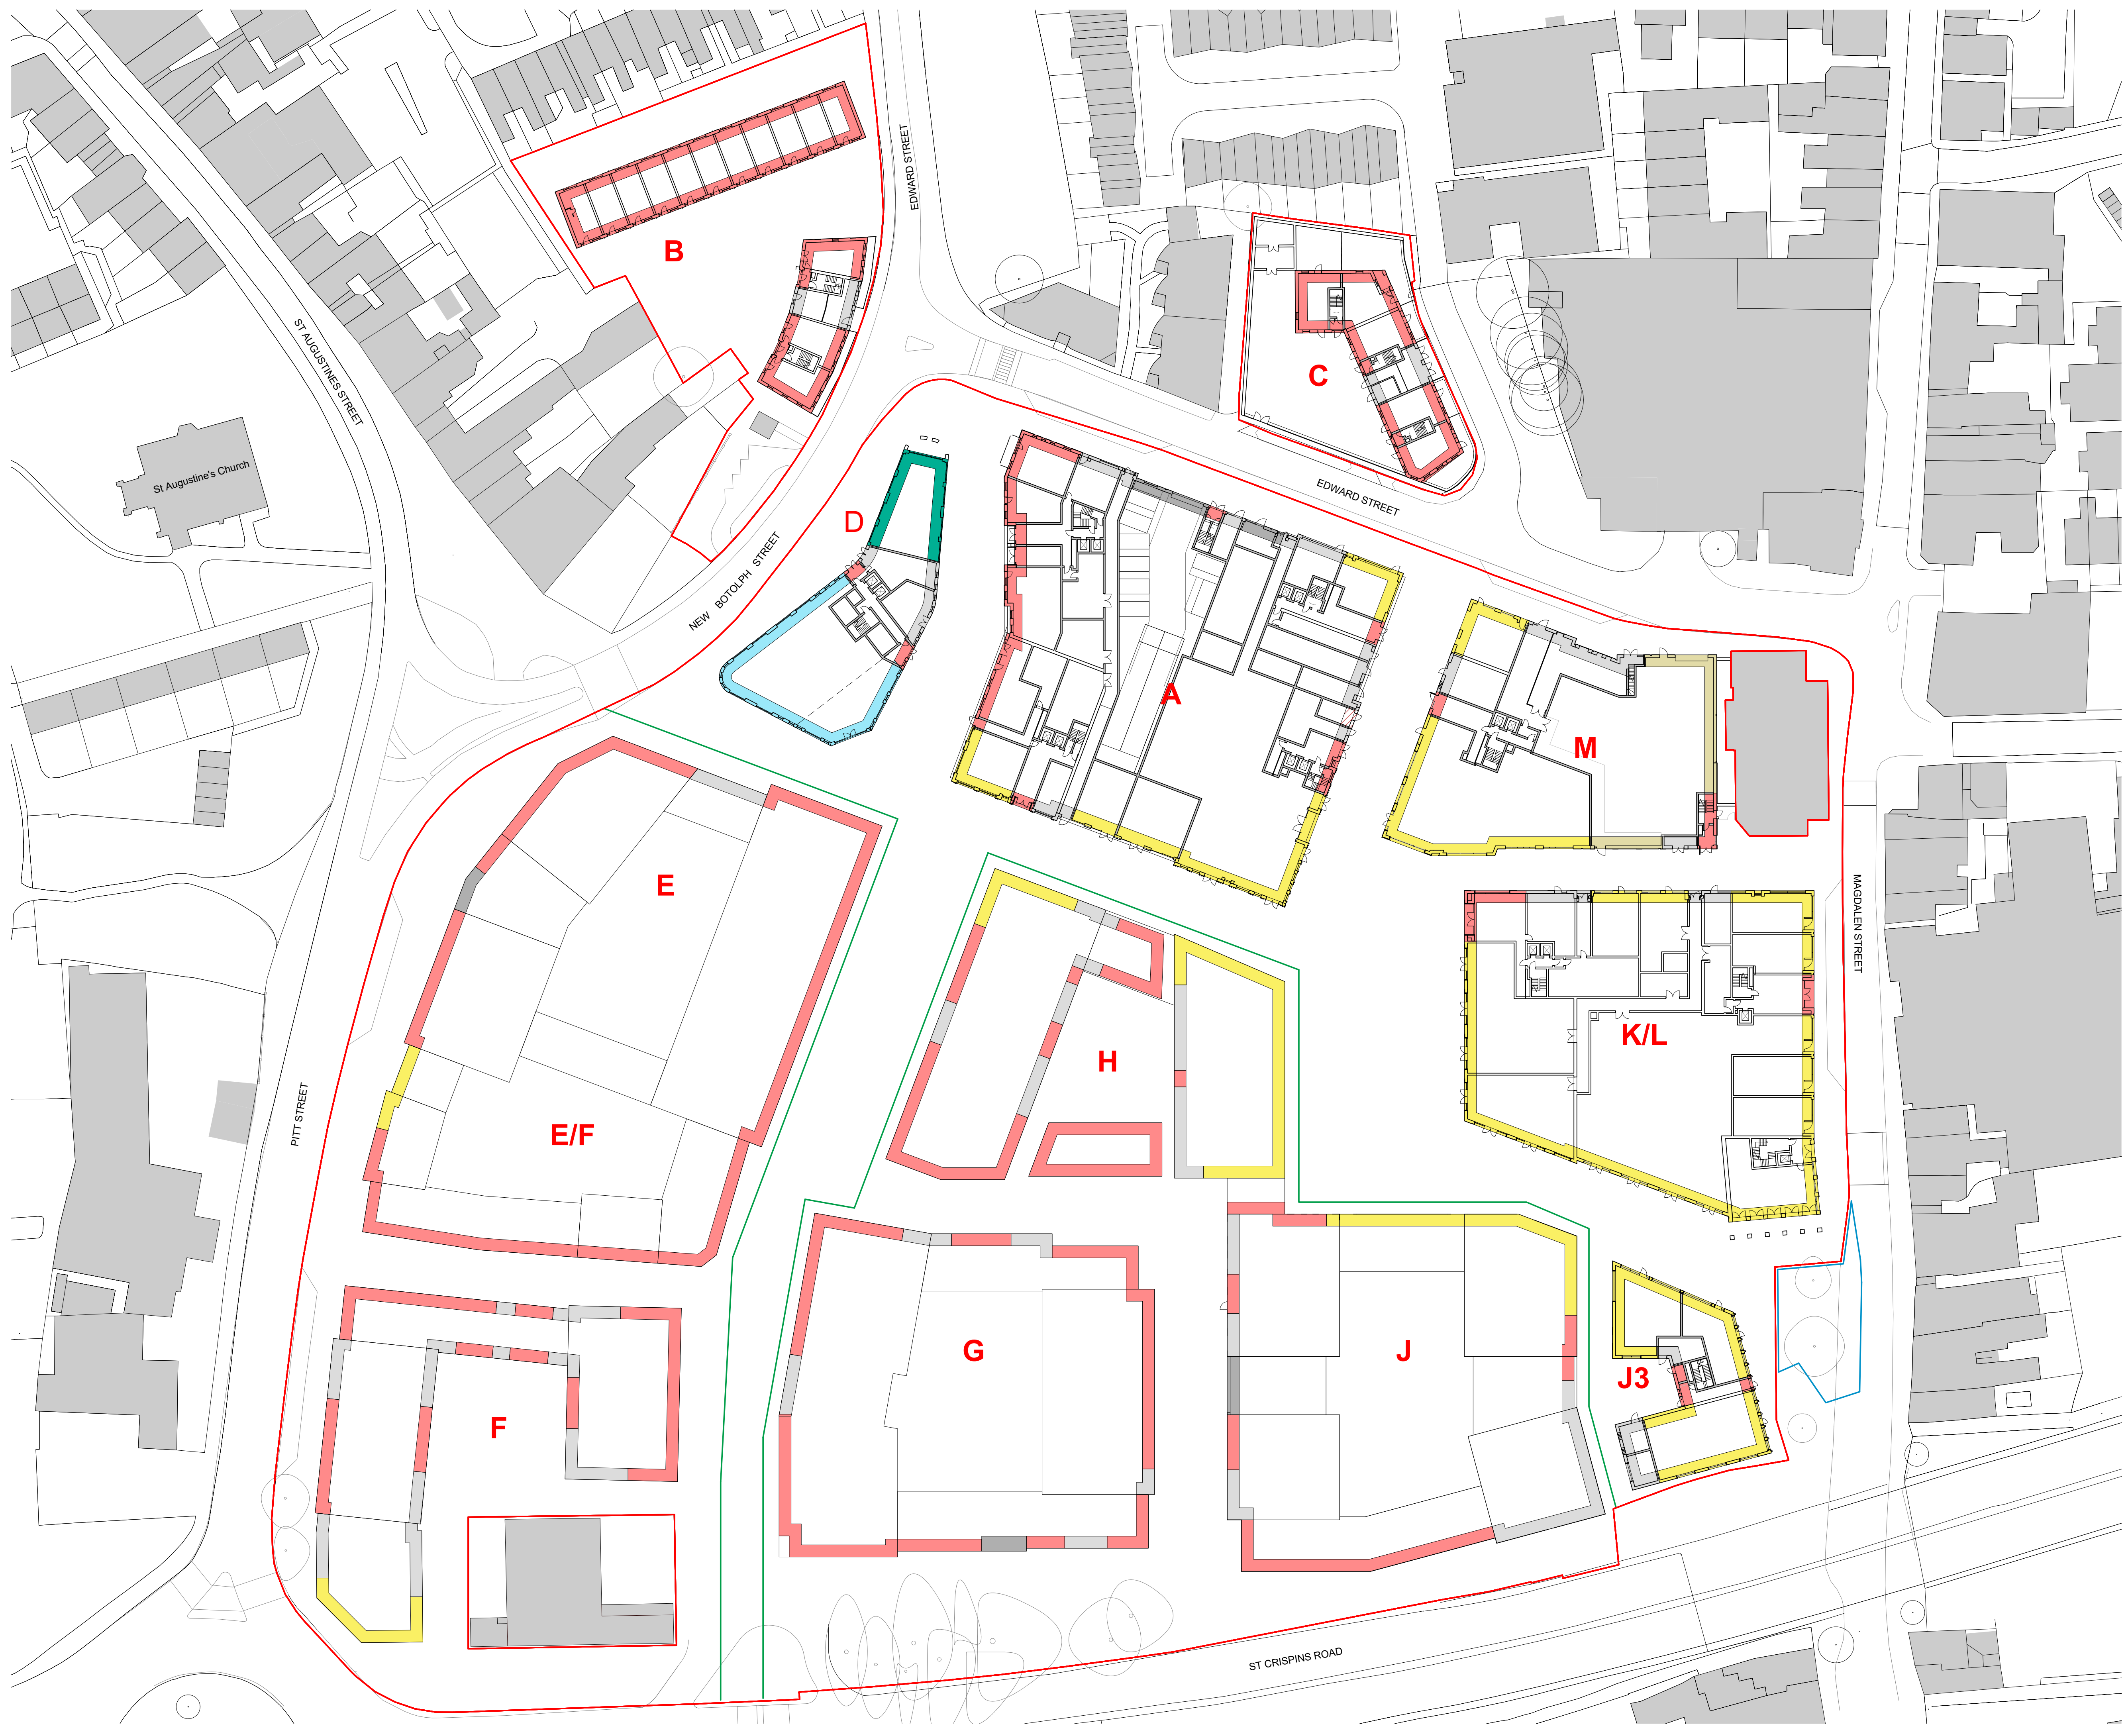 EDWARD STREET
B
ST AUGUSTINES STREET
C
St Augustine's Church
EDWARD STREET
D
NEW BOTOLPH STREET
A
M
E
MAGDALEN STREET
K/L
H
PITT STREET
E/F
G
J
J3
F
ST CRISPINS ROAD